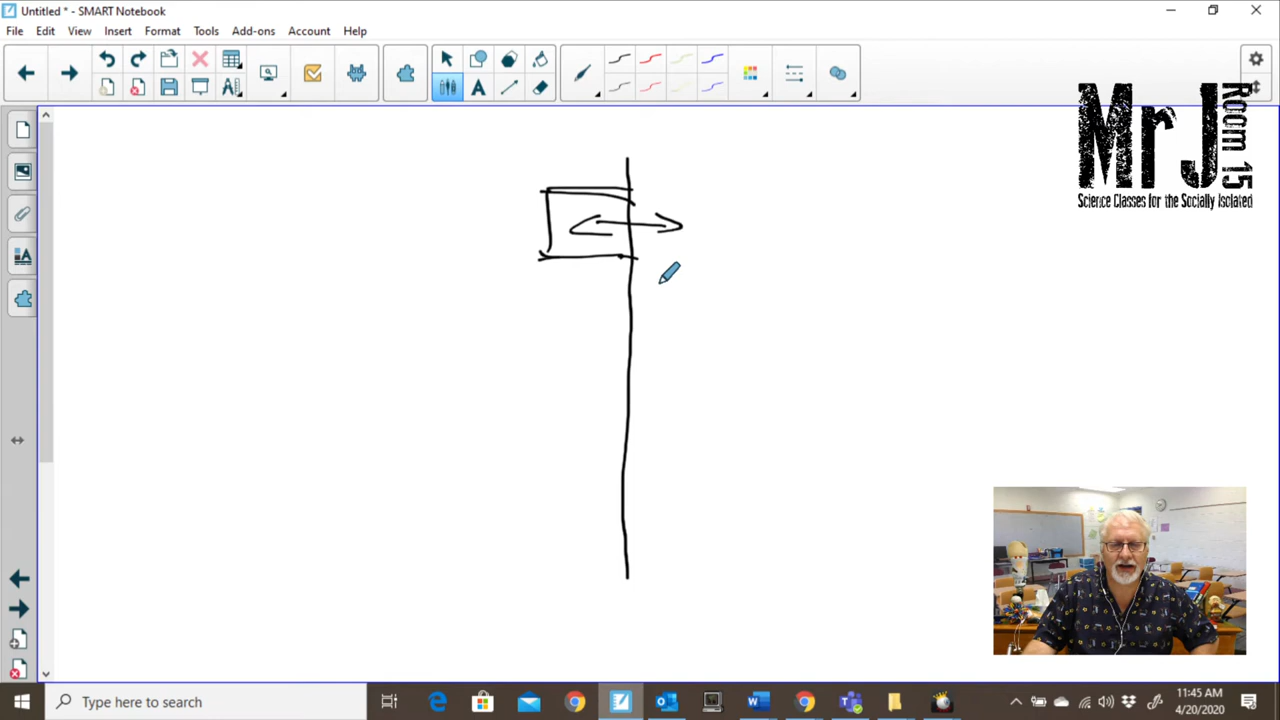 Untitled * - SMART Notebook
File Edit View Insert Format Tools Add-ons Account Help
Mr J
Room 15
Science Classes for the Socially Isolated
Type here to search
11:45 AM
4/20/2020